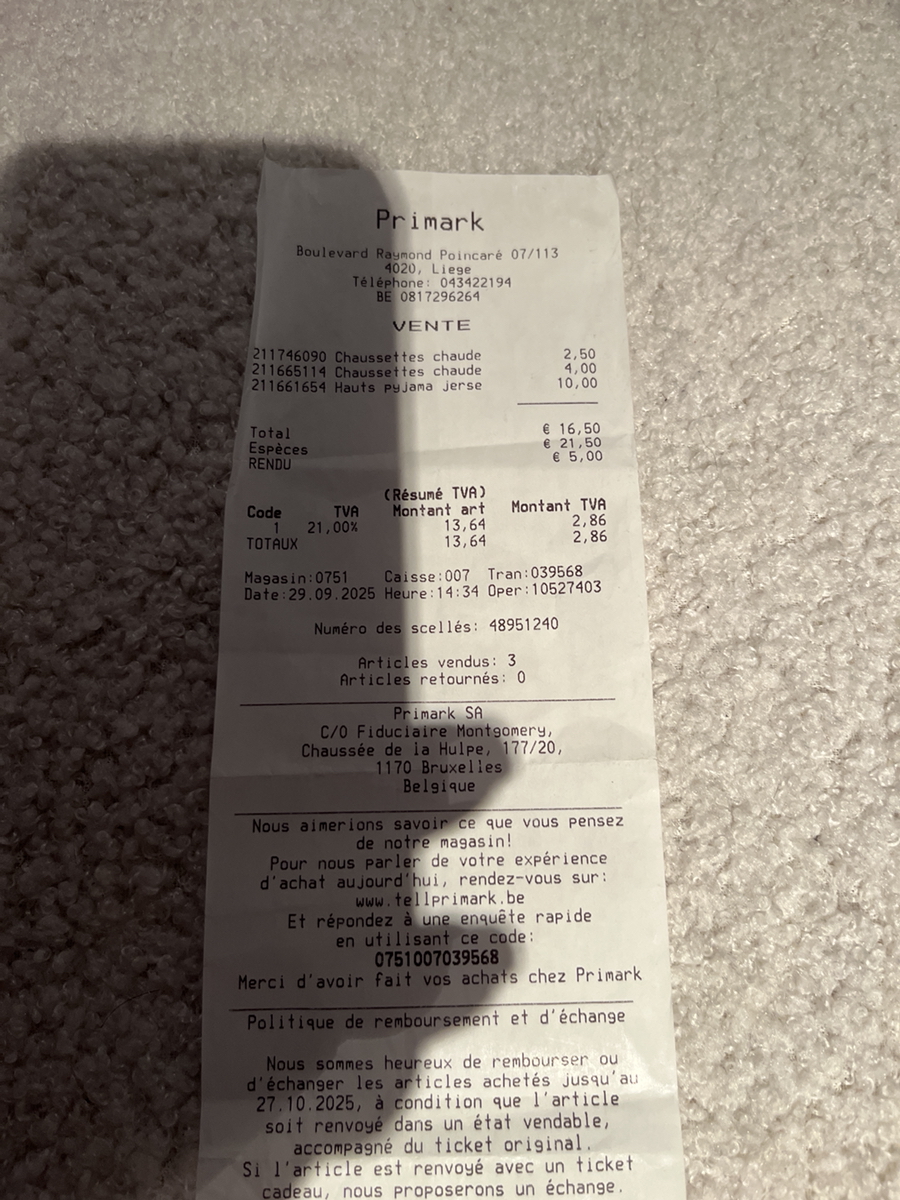 Primark
Boulevard Raymond Poincaré 07/113
4020, Liege
Téléphone: 043422194
BE 0817296264
VENTE
211746090 Chaussettes chaude 2,50
211665114 Chaussettes chaude 4,00
211661654 Hauts pyjama jerse 10,00
Total € 16,50
Espèces € 21,50
RENDU € 5,00
(Résumé TVA)
Code TVA Montant art Montant TVA
1 21,00% 13,64 2,86
TOTAUX 13,64 2,86
Magasin:0751 Caisse:007 Tran:039568
Date:29.09.2025 Heure:14:34 Oper:10527403
Numéro des scellés: 48951240
Articles vendus: 3
Articles retournés: 0
Primark SA
C/O Fiduciaire Montgomery,
Chaussée de la Hulpe, 177/20,
1170 Bruxelles
Belgique
Nous aimerions savoir ce que vous pensez
de notre magasin!
Pour nous parler de votre expérience
d'achat aujourd'hui, rendez-vous sur:
www.tellprimark.be
Et répondez à une enquête rapide
en utilisant ce code:
0751007039568
Merci d'avoir fait vos achats chez Primark
Politique de remboursement et d'échange
Nous sommes heureux de rembourser ou
d'échanger les articles achetés jusqu'au
27.10.2025, à condition que l'article
soit renvoyé dans un état vendable,
accompagné du ticket original.
Si l'article est renvoyé avec un ticket
cadeau, nous proposerons un échange.